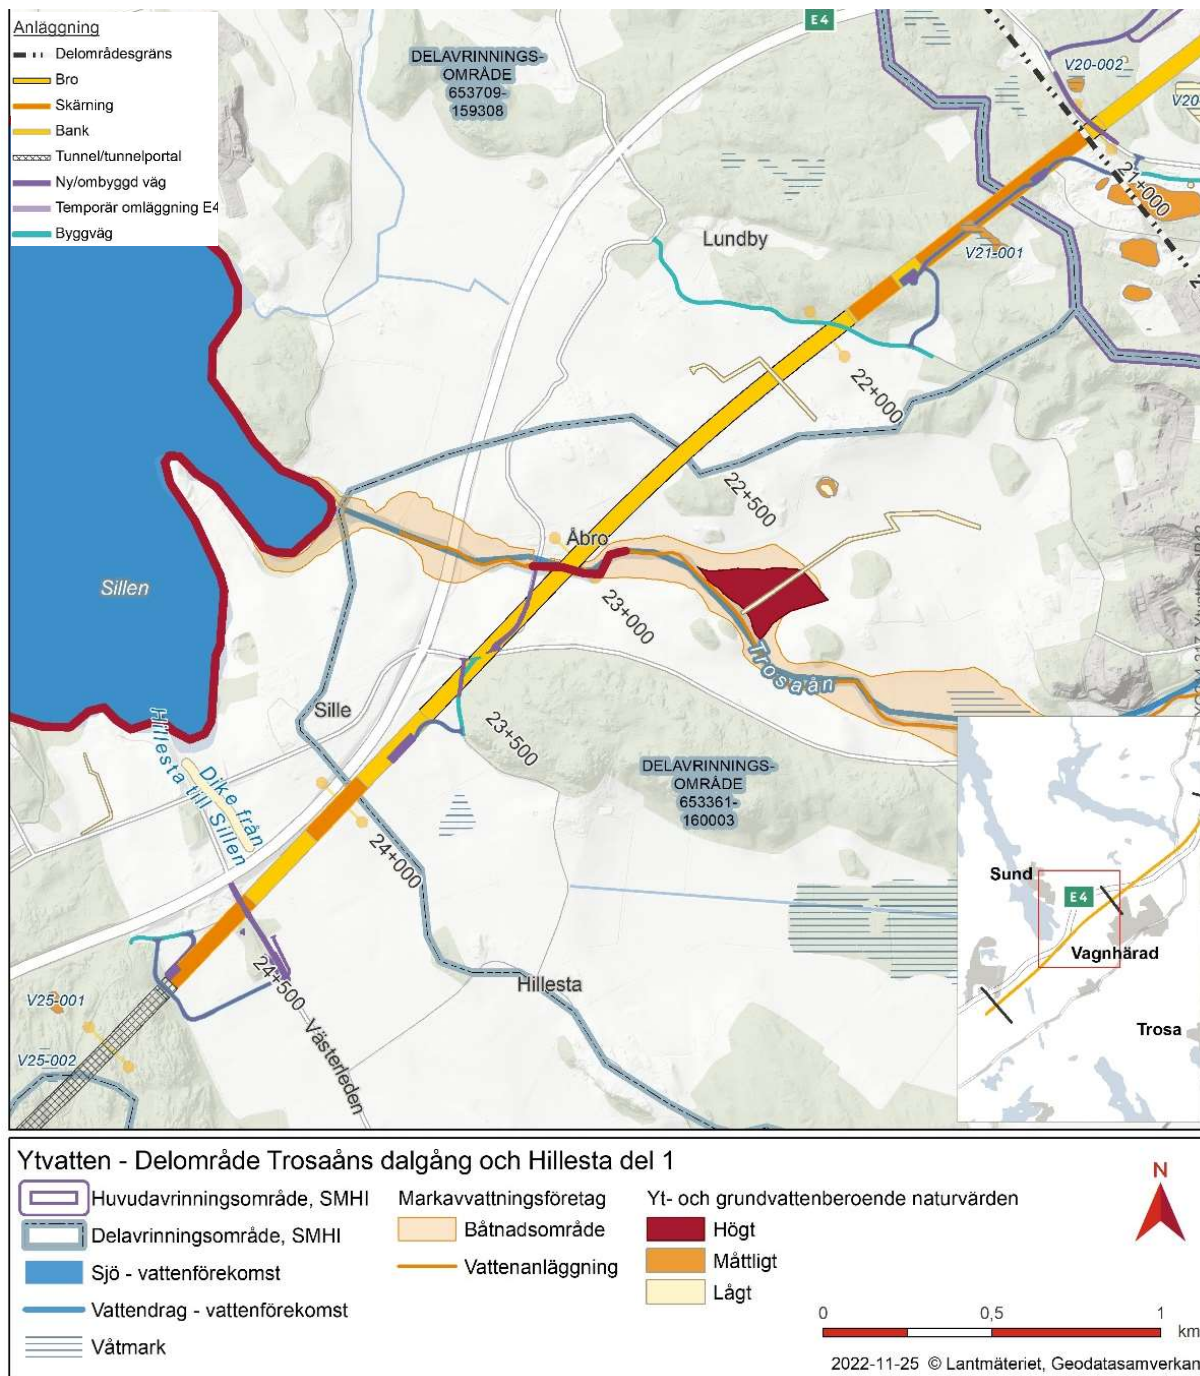 Anläggning
Delområdesgräns
Bro
Skärning
Bank
Tunnel/tunnelportal
Ny/ombyggd väg
Temporär omläggning E4
Byggväg
E4
DELAVRINNINGS-
OMRÅDE
653709-
159308
V20-002
V20-
21+000
Lundby
V21-001
22+000
22+500
Åbro
Sillen
23+000
Trosaån
Sille
23+500
Hillesta till Sillen
Dike från
DELAVRINNINGS-
OMRÅDE
653361-
160003
24+000
Sund
E4
Vagnhärad
Trosa
Hillesta
24+500
Västerleden
V25-001
V25-002
Ytvatten - Delområde Trosaåns dalgång och Hillesta del 1
Huvudavrinningsområde, SMHI
Delavrinningsområde, SMHI
Sjö - vattenförekomst
Vattendrag - vattenförekomst
Våtmark
Markavvattningsföretag
Båtnadsområde
Vattenanläggning
Yt- och grundvattenberoende naturvärden
Högt
Måttligt
Lågt
N
0 0,5 1
km
2022-11-25 © Lantmäteriet, Geodatasamverkan